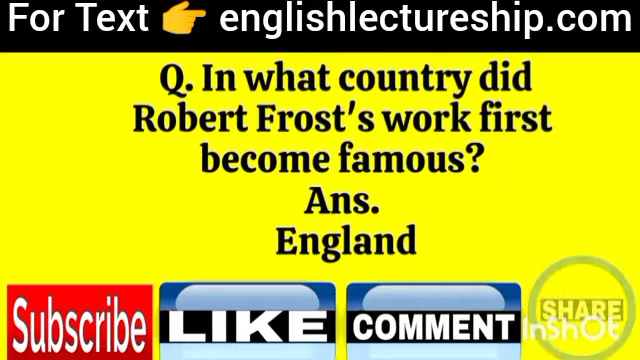 For Text 👉 englishlectureship.com
Q. In what country did
Robert Frost's work first
become famous?
Ans.
England
Subscribe
LIKE
COMMENT
SHARE
InShOt